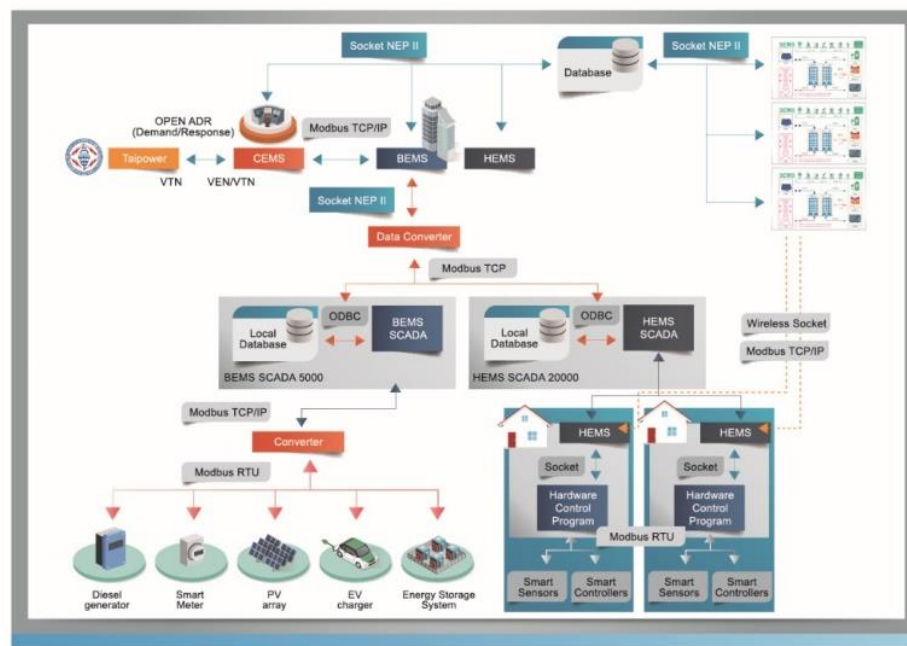 Socket NEP II
Database
Socket NEP II
OPEN ADR
(Demand/Response)
Modbus TCP/IP
Taipower
CEMS
BEMS
HEMS
VTN
VEN/VTN
Socket NEP II
Data Converter
Modbus TCP
Local
Database
ODBC
BEMS
SCADA
BEMS SCADA 5000
Local
Database
ODBC
HEMS
SCADA
HEMS SCADA 20000
Wireless Socket
Modbus TCP/IP
Modbus TCP/IP
Converter
Modbus RTU
HEMS
Socket
Hardware
Control
Program
HEMS
Socket
Hardware
Control
Program
Modbus RTU
Smart
Sensors
Smart
Controllers
Smart
Sensors
Smart
Controllers
Diesel
generator
Smart
Meter
PV
array
EV
charger
Energy Storage
System